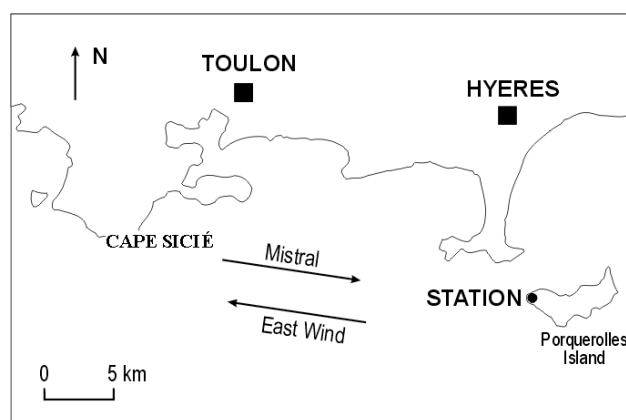 N
TOULON
HYERES
CAPE SICIÉ
Mistral
STATION
East Wind
Porquerolles
Island
0 5 km